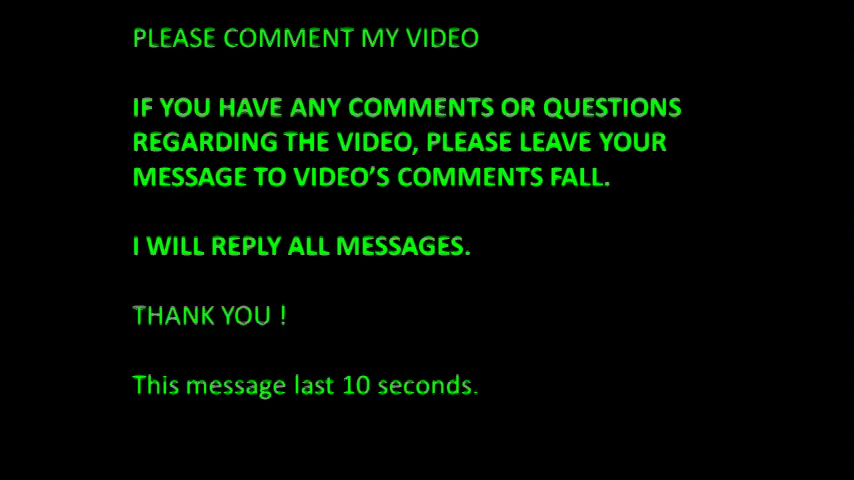 PLEASE COMMENT MY VIDEO
IF YOU HAVE ANY COMMENTS OR QUESTIONS
REGARDING THE VIDEO, PLEASE LEAVE YOUR
MESSAGE TO VIDEO’S COMMENTS FALL.
I WILL REPLY ALL MESSAGES.
THANK YOU !
This message last 10 seconds.